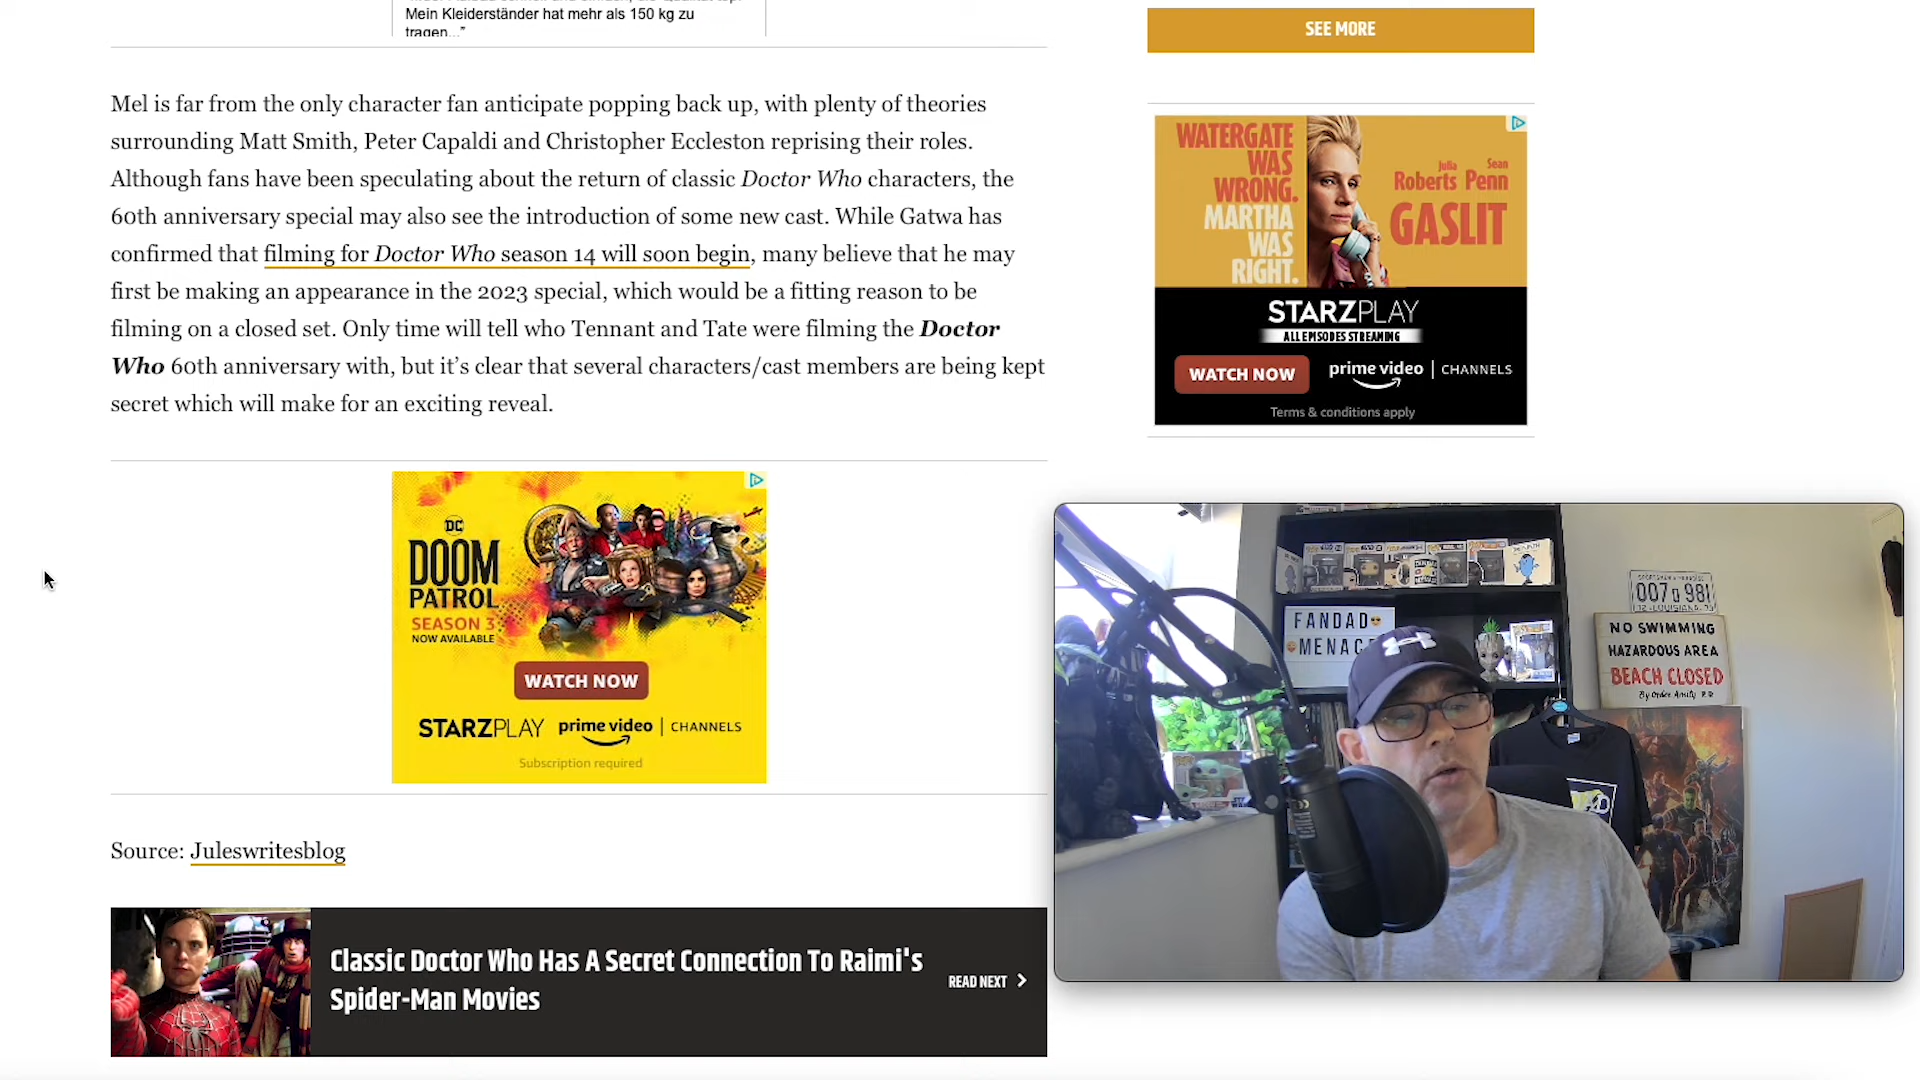 Mein Kleiderständer hat mehr als 150 kg zu
tragen..."
SEE MORE
Mel is far from the only character fan anticipate popping back up, with plenty of theories
surrounding Matt Smith, Peter Capaldi and Christopher Eccleston reprising their roles.
Although fans have been speculating about the return of classic Doctor Who characters, the
60th anniversary special may also see the introduction of some new cast. While Gatwa has
confirmed that filming for Doctor Who season 14 will soon begin, many believe that he may
first be making an appearance in the 2023 special, which would be a fitting reason to be
filming on a closed set. Only time will tell who Tennant and Tate were filming the Doctor
Who 60th anniversary with, but it's clear that several characters/cast members are being kept
secret which will make for an exciting reveal.
WATERGATE
WAS
WRONG.
MARTHA
WAS
RIGHT.
Julia Sean
Roberts Penn
GASLIT
STARZPLAY
ALL EPISODES STREAMING
WATCH NOW
prime video | CHANNELS
Terms & conditions apply
DC
DOOM
PATROL
SEASON 3
NOW AVAILABLE
WATCH NOW
STARZPLAY prime video | CHANNELS
Subscription required
FANDAD
MENAC
007 981
NO SWIMMING
HAZARDOUS AREA
BEACH CLOSED
By Order Amity P.D
Source: Juleswritesblog
Classic Doctor Who Has A Secret Connection To Raimi's
Spider-Man Movies
READ NEXT